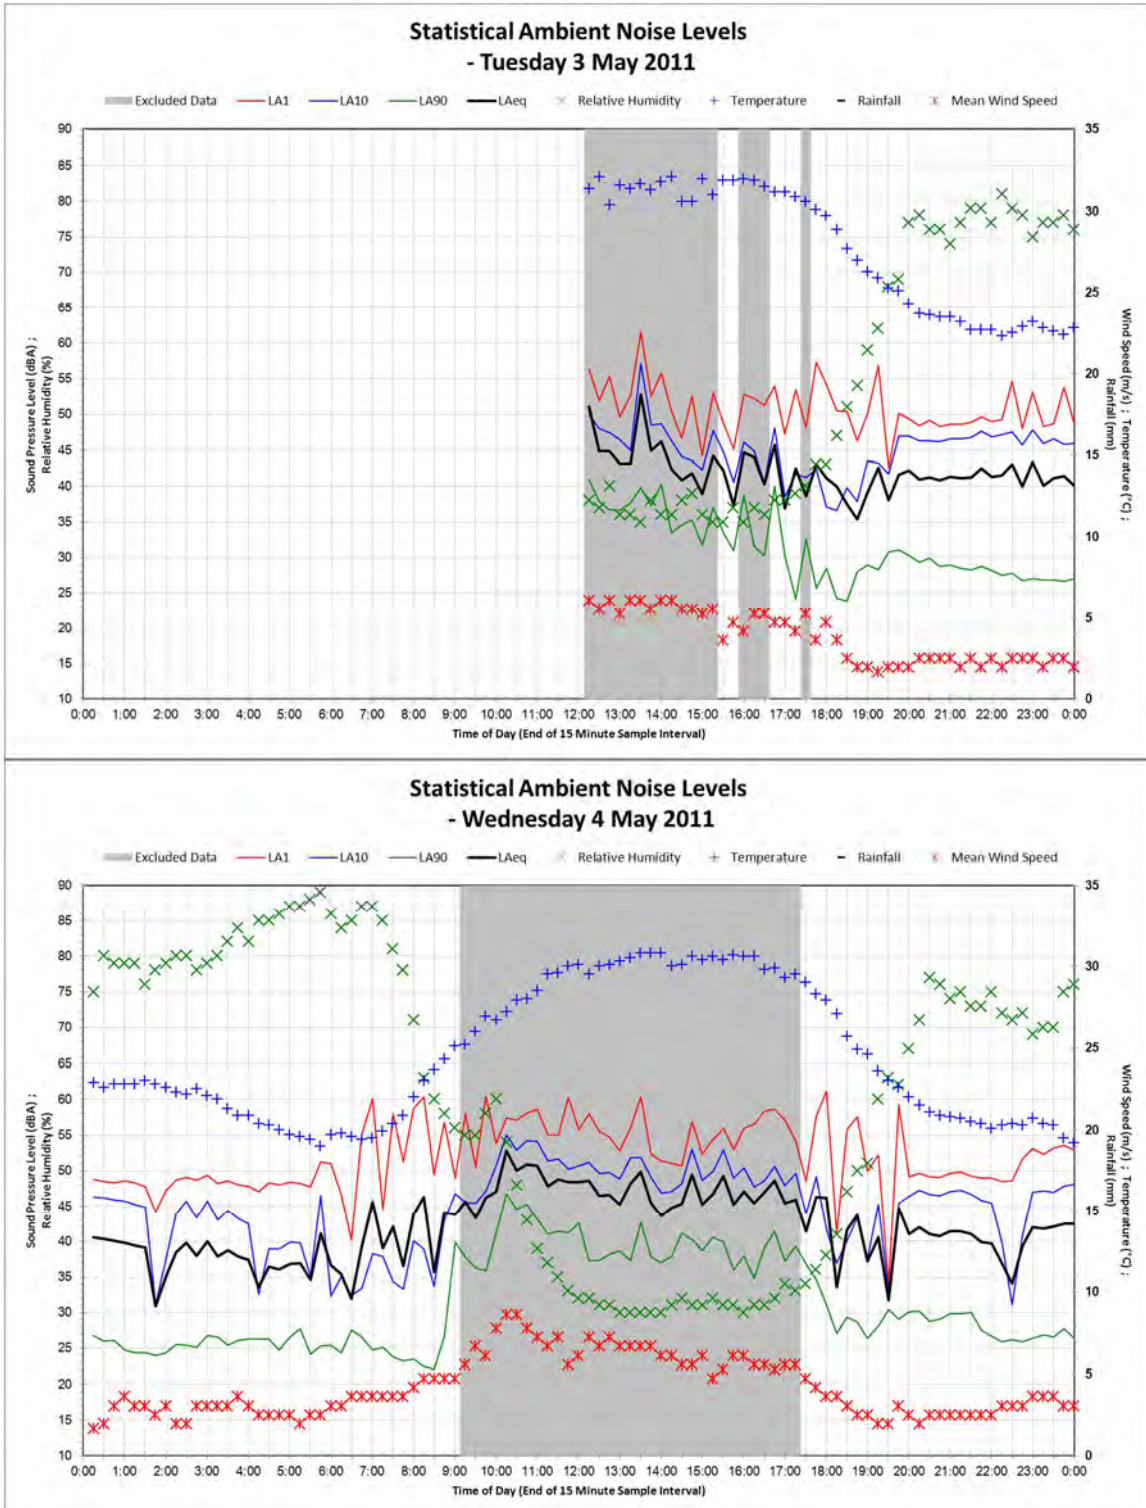 Statistical Ambient Noise Levels
- Tuesday 3 May 2011
Excluded Data LA1 LA10 LA90 LAeq Relative Humidity Temperature Rainfall Mean Wind Speed
90
85
80
75
70
65
60
55
50
45
40
35
30
25
20
15
10
Sound Pressure Level (dBA) ;
Relative Humidity (%)
35
30
25
20
15
10
5
0
Wind Speed (m/s) ; Temperature (°C) ;
Rainfall (mm)
0:00 1:00 2:00 3:00 4:00 5:00 6:00 7:00 8:00 9:00 10:00 11:00 12:00 13:00 14:00 15:00 16:00 17:00 18:00 19:00 20:00 21:00 22:00 23:00 0:00
Time of Day (End of 15 Minute Sample Interval)
Statistical Ambient Noise Levels
- Wednesday 4 May 2011
Excluded Data LA1 LA10 LA90 LAeq Relative Humidity Temperature Rainfall Mean Wind Speed
90
85
80
75
70
65
60
55
50
45
40
35
30
25
20
15
10
Sound Pressure Level (dBA) ;
Relative Humidity (%)
35
30
25
20
15
10
5
0
Wind Speed (m/s) ; Temperature (°C) ;
Rainfall (mm)
0:00 1:00 2:00 3:00 4:00 5:00 6:00 7:00 8:00 9:00 10:00 11:00 12:00 13:00 14:00 15:00 16:00 17:00 18:00 19:00 20:00 21:00 22:00 23:00 0:00
Time of Day (End of 15 Minute Sample Interval)